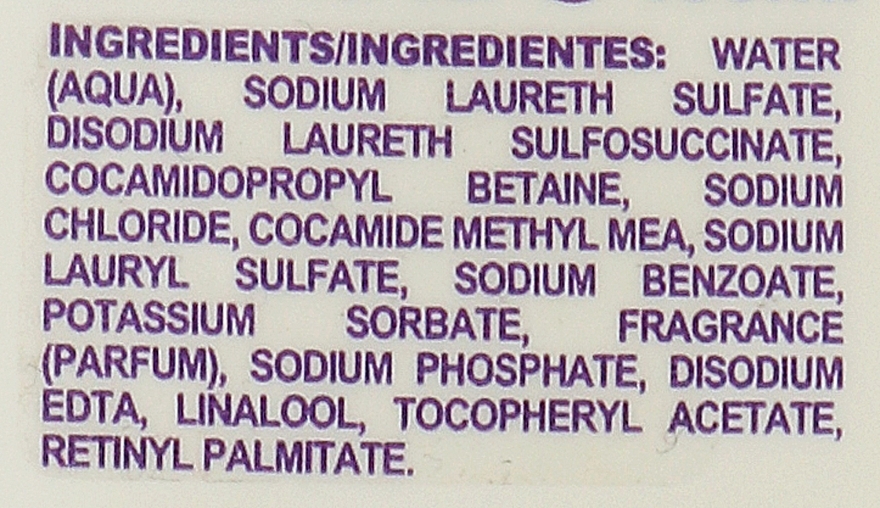 INGREDIENTS/INGREDIENTES: WATER
(AQUA), SODIUM LAURETH SULFATE,
DISODIUM LAURETH SULFOSUCCINATE,
COCAMIDOPROPYL BETAINE, SODIUM
CHLORIDE, COCAMIDE METHYL MEA, SODIUM
LAURYL SULFATE, SODIUM BENZOATE,
POTASSIUM SORBATE, FRAGRANCE
(PARFUM), SODIUM PHOSPHATE, DISODIUM
EDTA, LINALOOL, TOCOPHERYL ACETATE,
RETINYL PALMITATE.